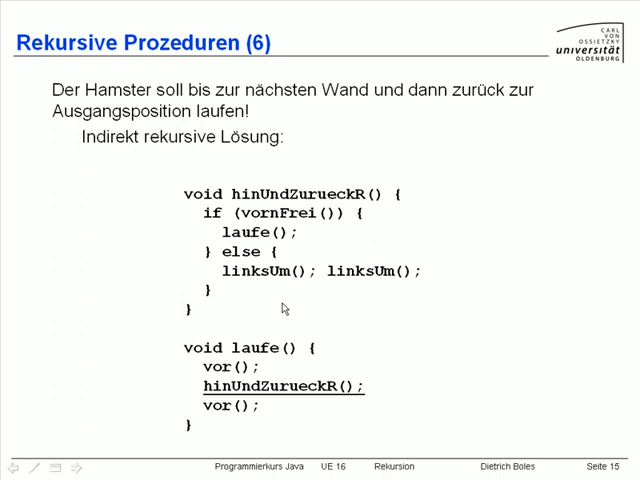 Rekursive Prozeduren (6)
CARL
VON
OSSIETZKY
universität
OLDENBURG
Der Hamster soll bis zur nächsten Wand und dann zurück zur
Ausgangsposition laufen!
Indirekt rekursive Lösung:
void hinUndZurueckR() {
if (vornFrei()) {
laufe();
} else {
linksUm(); linksUm();
}
}
void laufe() {
vor();
hinUndZurueckR();
vor();
}
Programmierkurs Java UE 16 Rekursion Dietrich Boles Seite 15